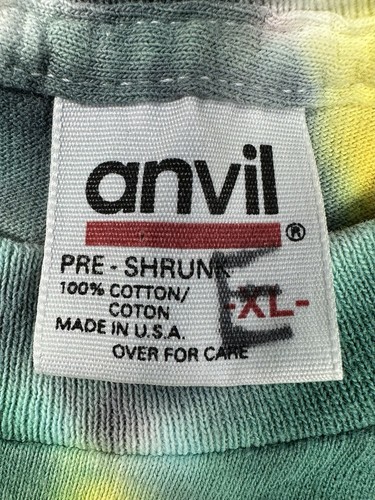 anvil
®
PRE - SHRUNK
100% COTTON/
COTON
-XL-
MADE IN U.S.A.
OVER FOR CARE
E